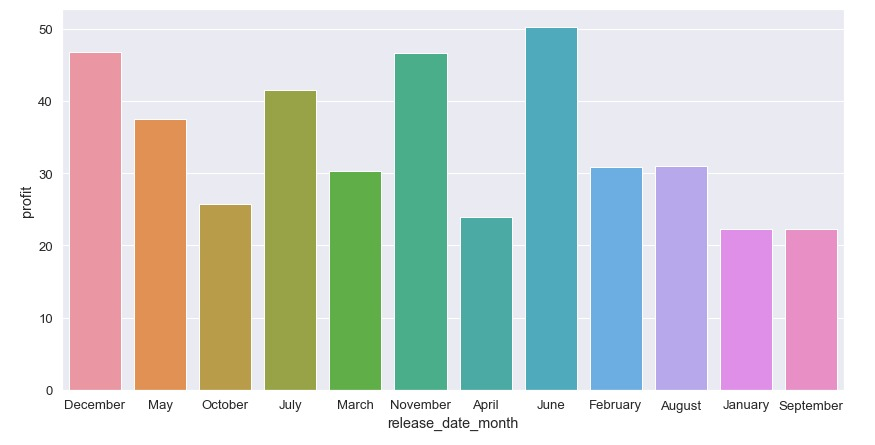 50
40
30
20
10
0
profit
December May October July March November April June February August January September
release_date_month